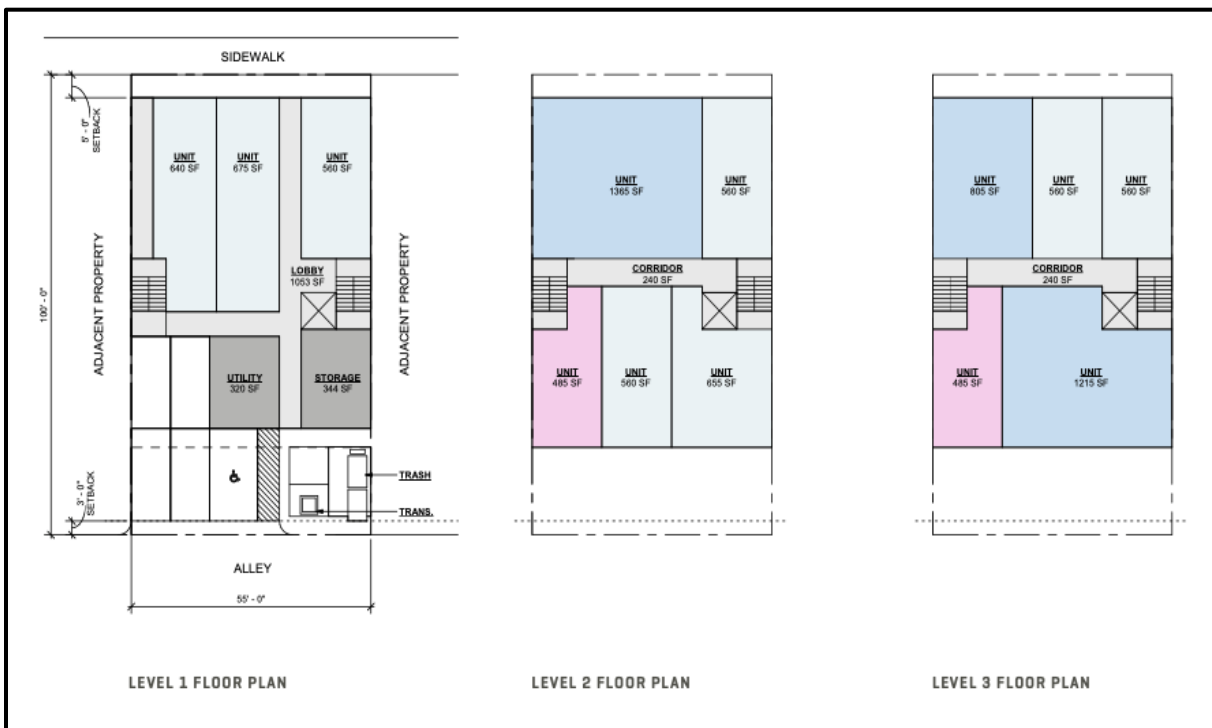 SIDEWALK
5' - 0"
SETBACK
100' - 0"
ADJACENT PROPERTY
UNIT
640 SF
UNIT
675 SF
UNIT
560 SF
LOBBY
1053 SF
ADJACENT PROPERTY
UTILITY
320 SF
STORAGE
344 SF
3' - 0"
SETBACK
TRASH
TRANS.
ALLEY
55' - 0"
LEVEL 1 FLOOR PLAN
UNIT
1365 SF
UNIT
560 SF
CORRIDOR
240 SF
UNIT
485 SF
UNIT
560 SF
UNIT
655 SF
LEVEL 2 FLOOR PLAN
UNIT
805 SF
UNIT
560 SF
UNIT
560 SF
CORRIDOR
240 SF
UNIT
485 SF
UNIT
1215 SF
LEVEL 3 FLOOR PLAN